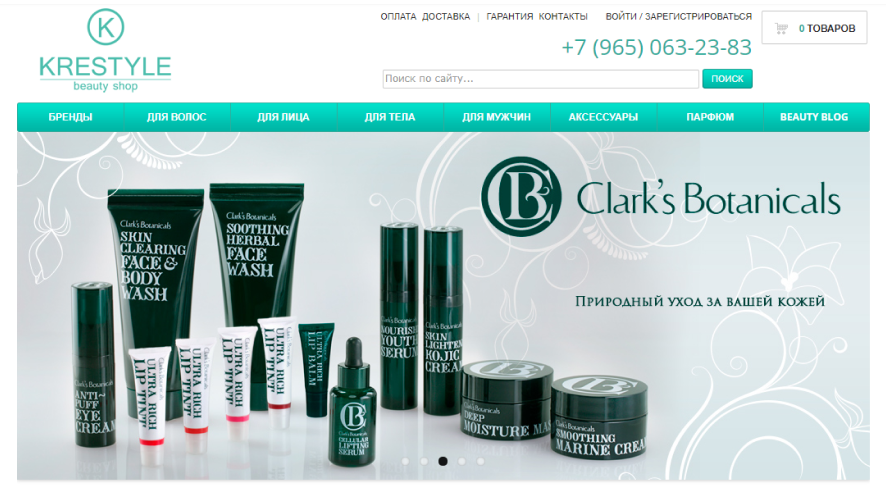 K
KRESTYLE
beauty shop
ОПЛАТА ДОСТАВКА | ГАРАНТИЯ КОНТАКТЫ ВОЙТИ / ЗАРЕГИСТРИРОВАТЬСЯ
0 ТОВАРОВ
+7 (965) 063-23-83
Поиск по сайту...
ПОИСК
БРЕНДЫ ДЛЯ ВОЛОС ДЛЯ ЛИЦА ДЛЯ ТЕЛА ДЛЯ МУЖЧИН АКСЕССУАРЫ ПАРФЮМ BEAUTY BLOG
CB Clark's Botanicals
Природный уход за вашей кожей
Clark's Botanicals
SKIN
CLEARING
FACE &
BODY
WASH
Clark's Botanicals
SOOTHING
HERBAL
FACE
WASH
Clark's Botanicals
ANTI~
PUFF
EYE
CREAM
Clark's Botanicals
ULTRA RICH
LIP TINT
Clark's Botanicals
ULTRA RICH
LIP TINT
Clark's Botanicals
ULTRA RICH
LIP TINT
Clark's Botanicals
ULTRA RICH
LIP TINT
ULTRA RICH
LIP BALM
CB
Clark's Botanicals
CELLULAR
LIFTING
SERUM
Clark's Botanicals
NOURISH
YOUTH
SERUM
Clark's Botanicals
SKIN
LIGHTEN
KOJIC
CREAM
Clark's Botanicals
DEEP
MOISTURE MA
Clark's Botanicals
SMOOTHING
MARINE CREA